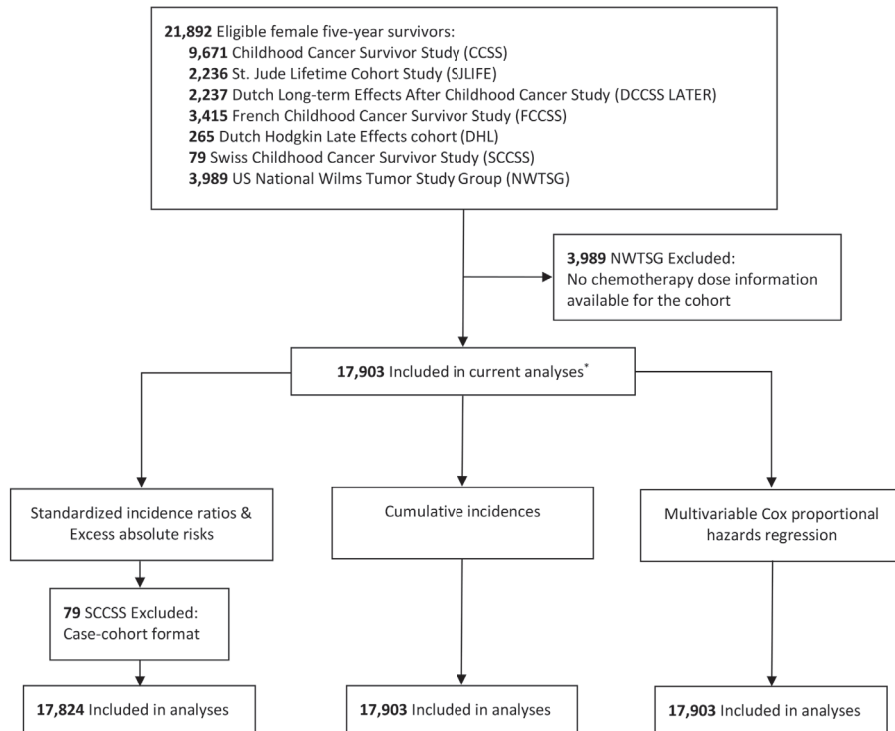 21,892 Eligible female five-year survivors:
9,671 Childhood Cancer Survivor Study (CCSS)
2,236 St. Jude Lifetime Cohort Study (SJLIFE)
2,237 Dutch Long-term Effects After Childhood Cancer Study (DCCSS LATER)
3,415 French Childhood Cancer Survivor Study (FCCSS)
265 Dutch Hodgkin Late Effects cohort (DHL)
79 Swiss Childhood Cancer Survivor Study (SCCSS)
3,989 US National Wilms Tumor Study Group (NWTSG)
3,989 NWTSG Excluded:
No chemotherapy dose information
available for the cohort
17,903 Included in current analyses*
Standardized incidence ratios &
Excess absolute risks
Cumulative incidences
Multivariable Cox proportional
hazards regression
79 SCCSS Excluded:
Case-cohort format
17,824 Included in analyses
17,903 Included in analyses
17,903 Included in analyses